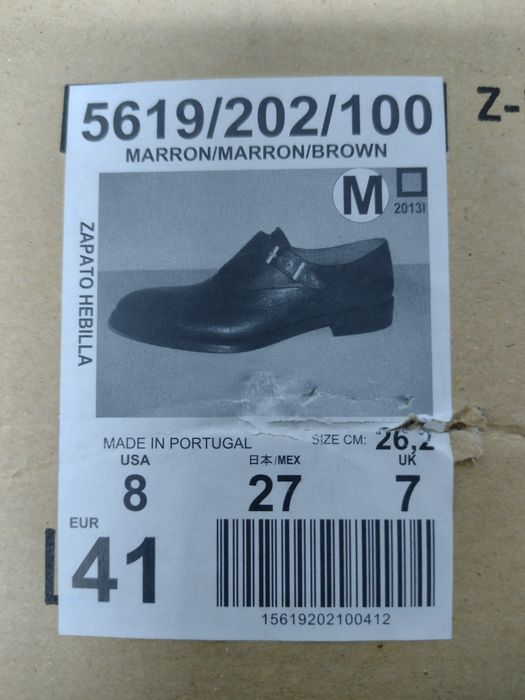 5619/202/100
MARRON/MARRON/BROWN
M
2013I
ZAPATO HEBILLA
MADE IN PORTUGAL SIZE CM: 26,2
USA 日本/MEX UK
8 27 7
EUR
41
15619202100412
Z-